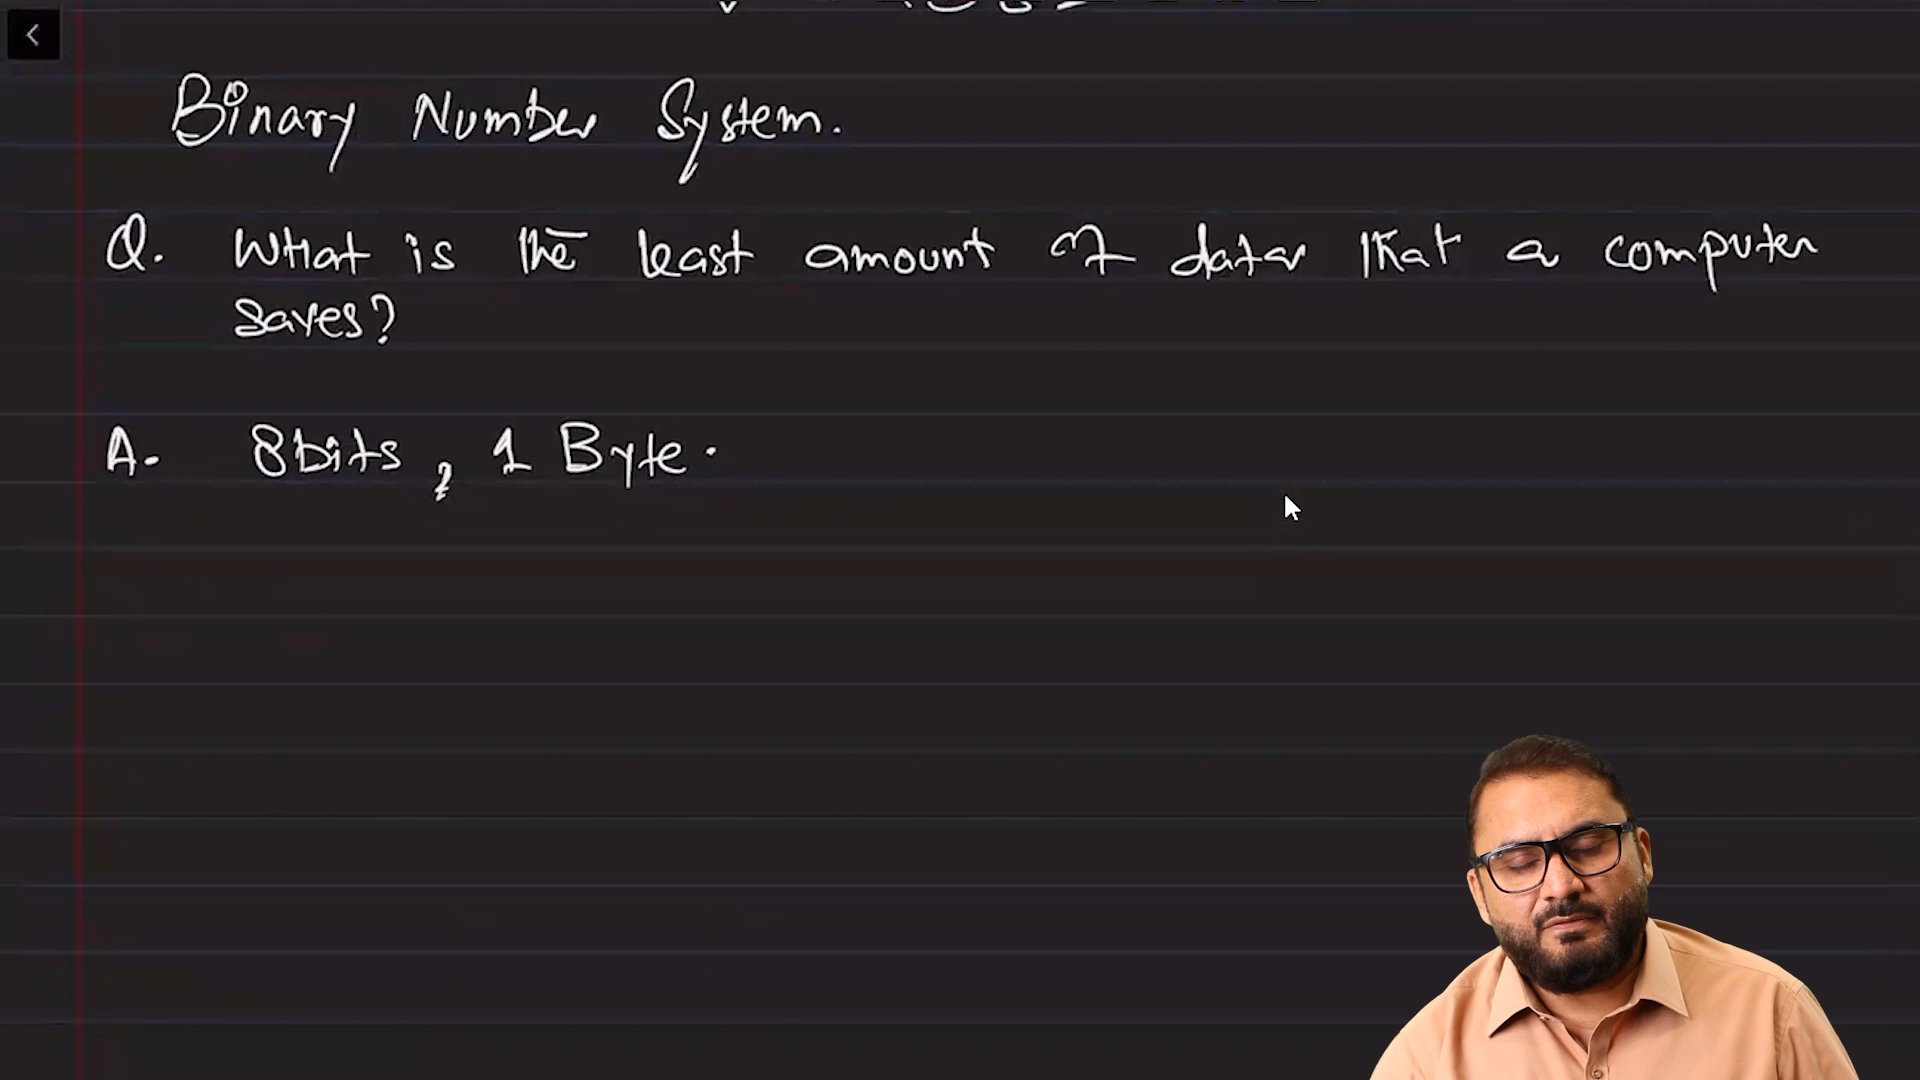 Binary Number System.
Q. What is the least amount of data that a computer
saves?
A. 8bits, 1 Byte.